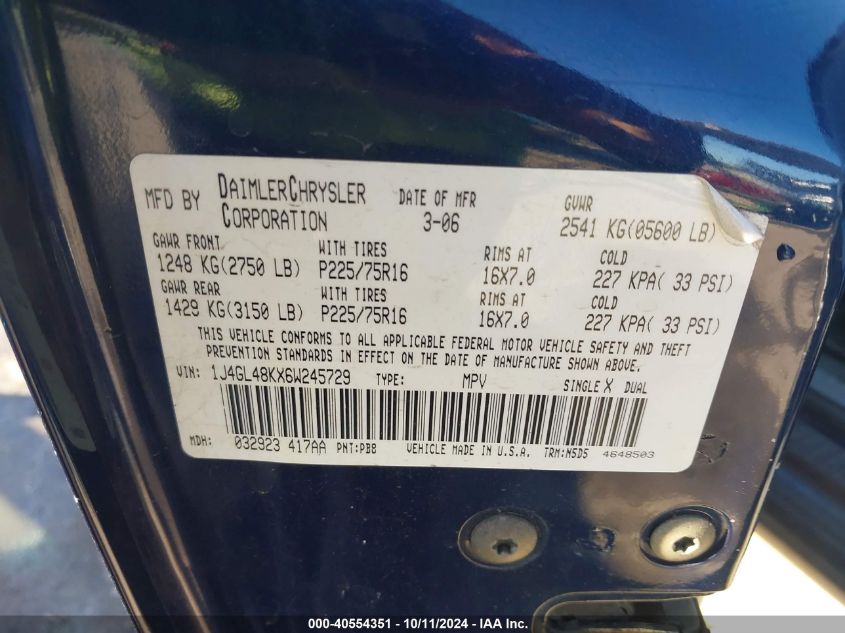 MFD BY DAIMLERCHRYSLER CORPORATION DATE OF MFR 3-06 GVWR 2541 KG(05600 LB)
GAWR FRONT WITH TIRES RIMS AT COLD
1248 KG(2750 LB) P225/75R16 16X7.0 227 KPA( 33 PSI)
GAWR REAR WITH TIRES RIMS AT COLD
1429 KG(3150 LB) P225/75R16 16X7.0 227 KPA( 33 PSI)
THIS VEHICLE CONFORMS TO ALL APPLICABLE FEDERAL MOTOR VEHICLE SAFETY AND THEFT
PREVENTION STANDARDS IN EFFECT ON THE DATE OF MANUFACTURE SHOWN ABOVE.
VIN: 1J4GL48KX6W245729 TYPE: MPV SINGLE X DUAL
MDH: 032923 417AA PNT:PB8 VEHICLE MADE IN U.S.A. TRM:N5D5 4648503
000-40554351 - 10/11/2024 - IAA Inc.